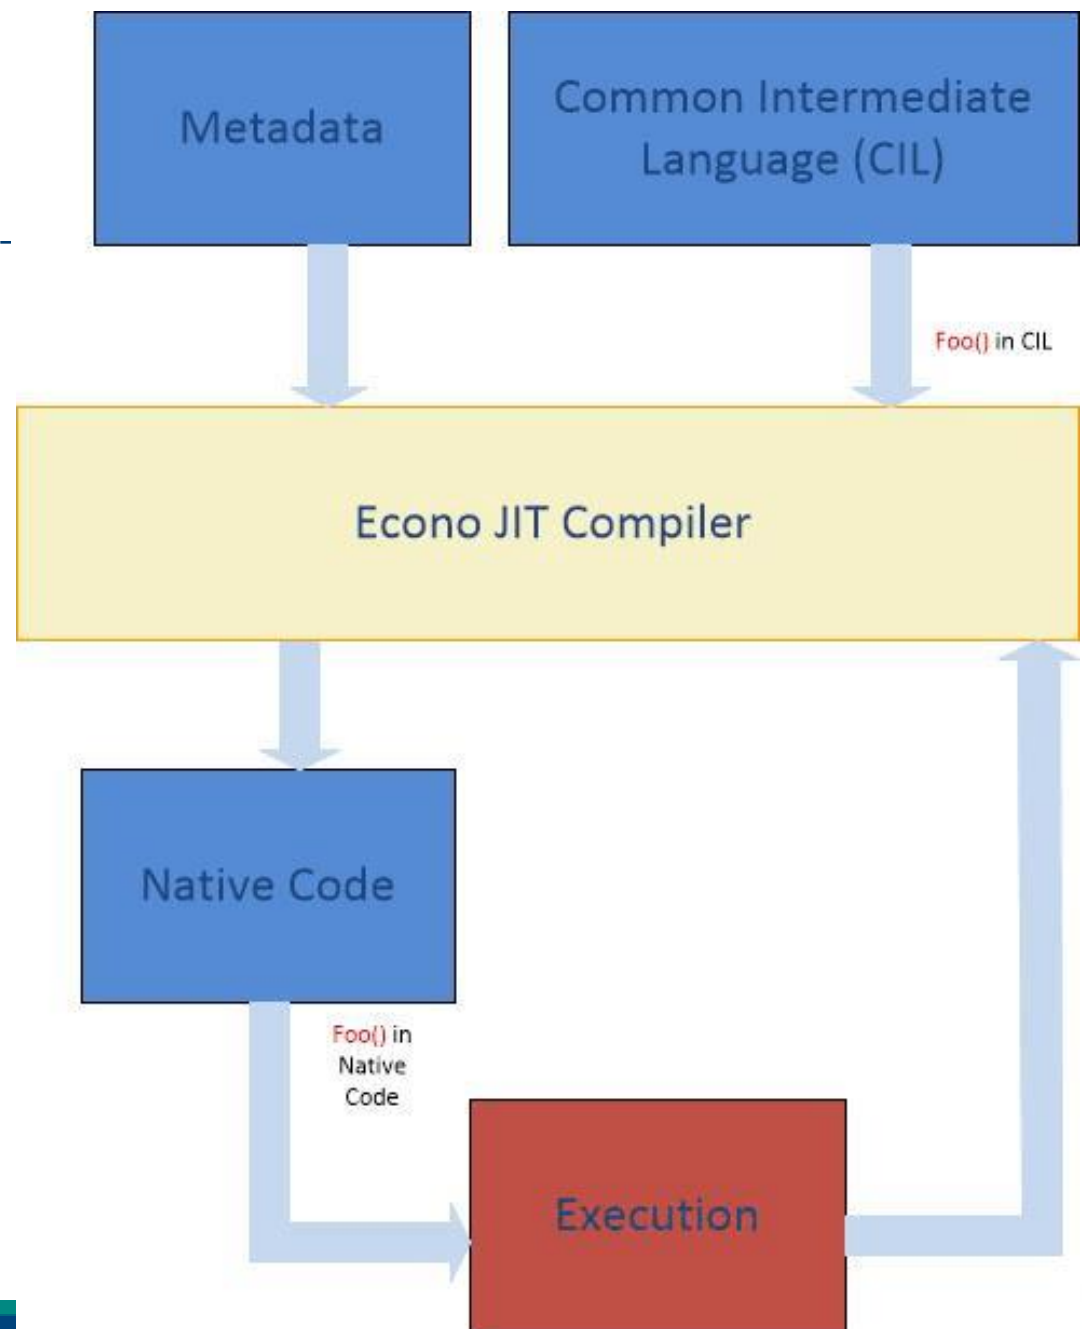 Metadata
Common Intermediate
Language (CIL)
Foo() in CIL
Econo JIT Compiler
Native Code
Foo() in
Native
Code
Execution